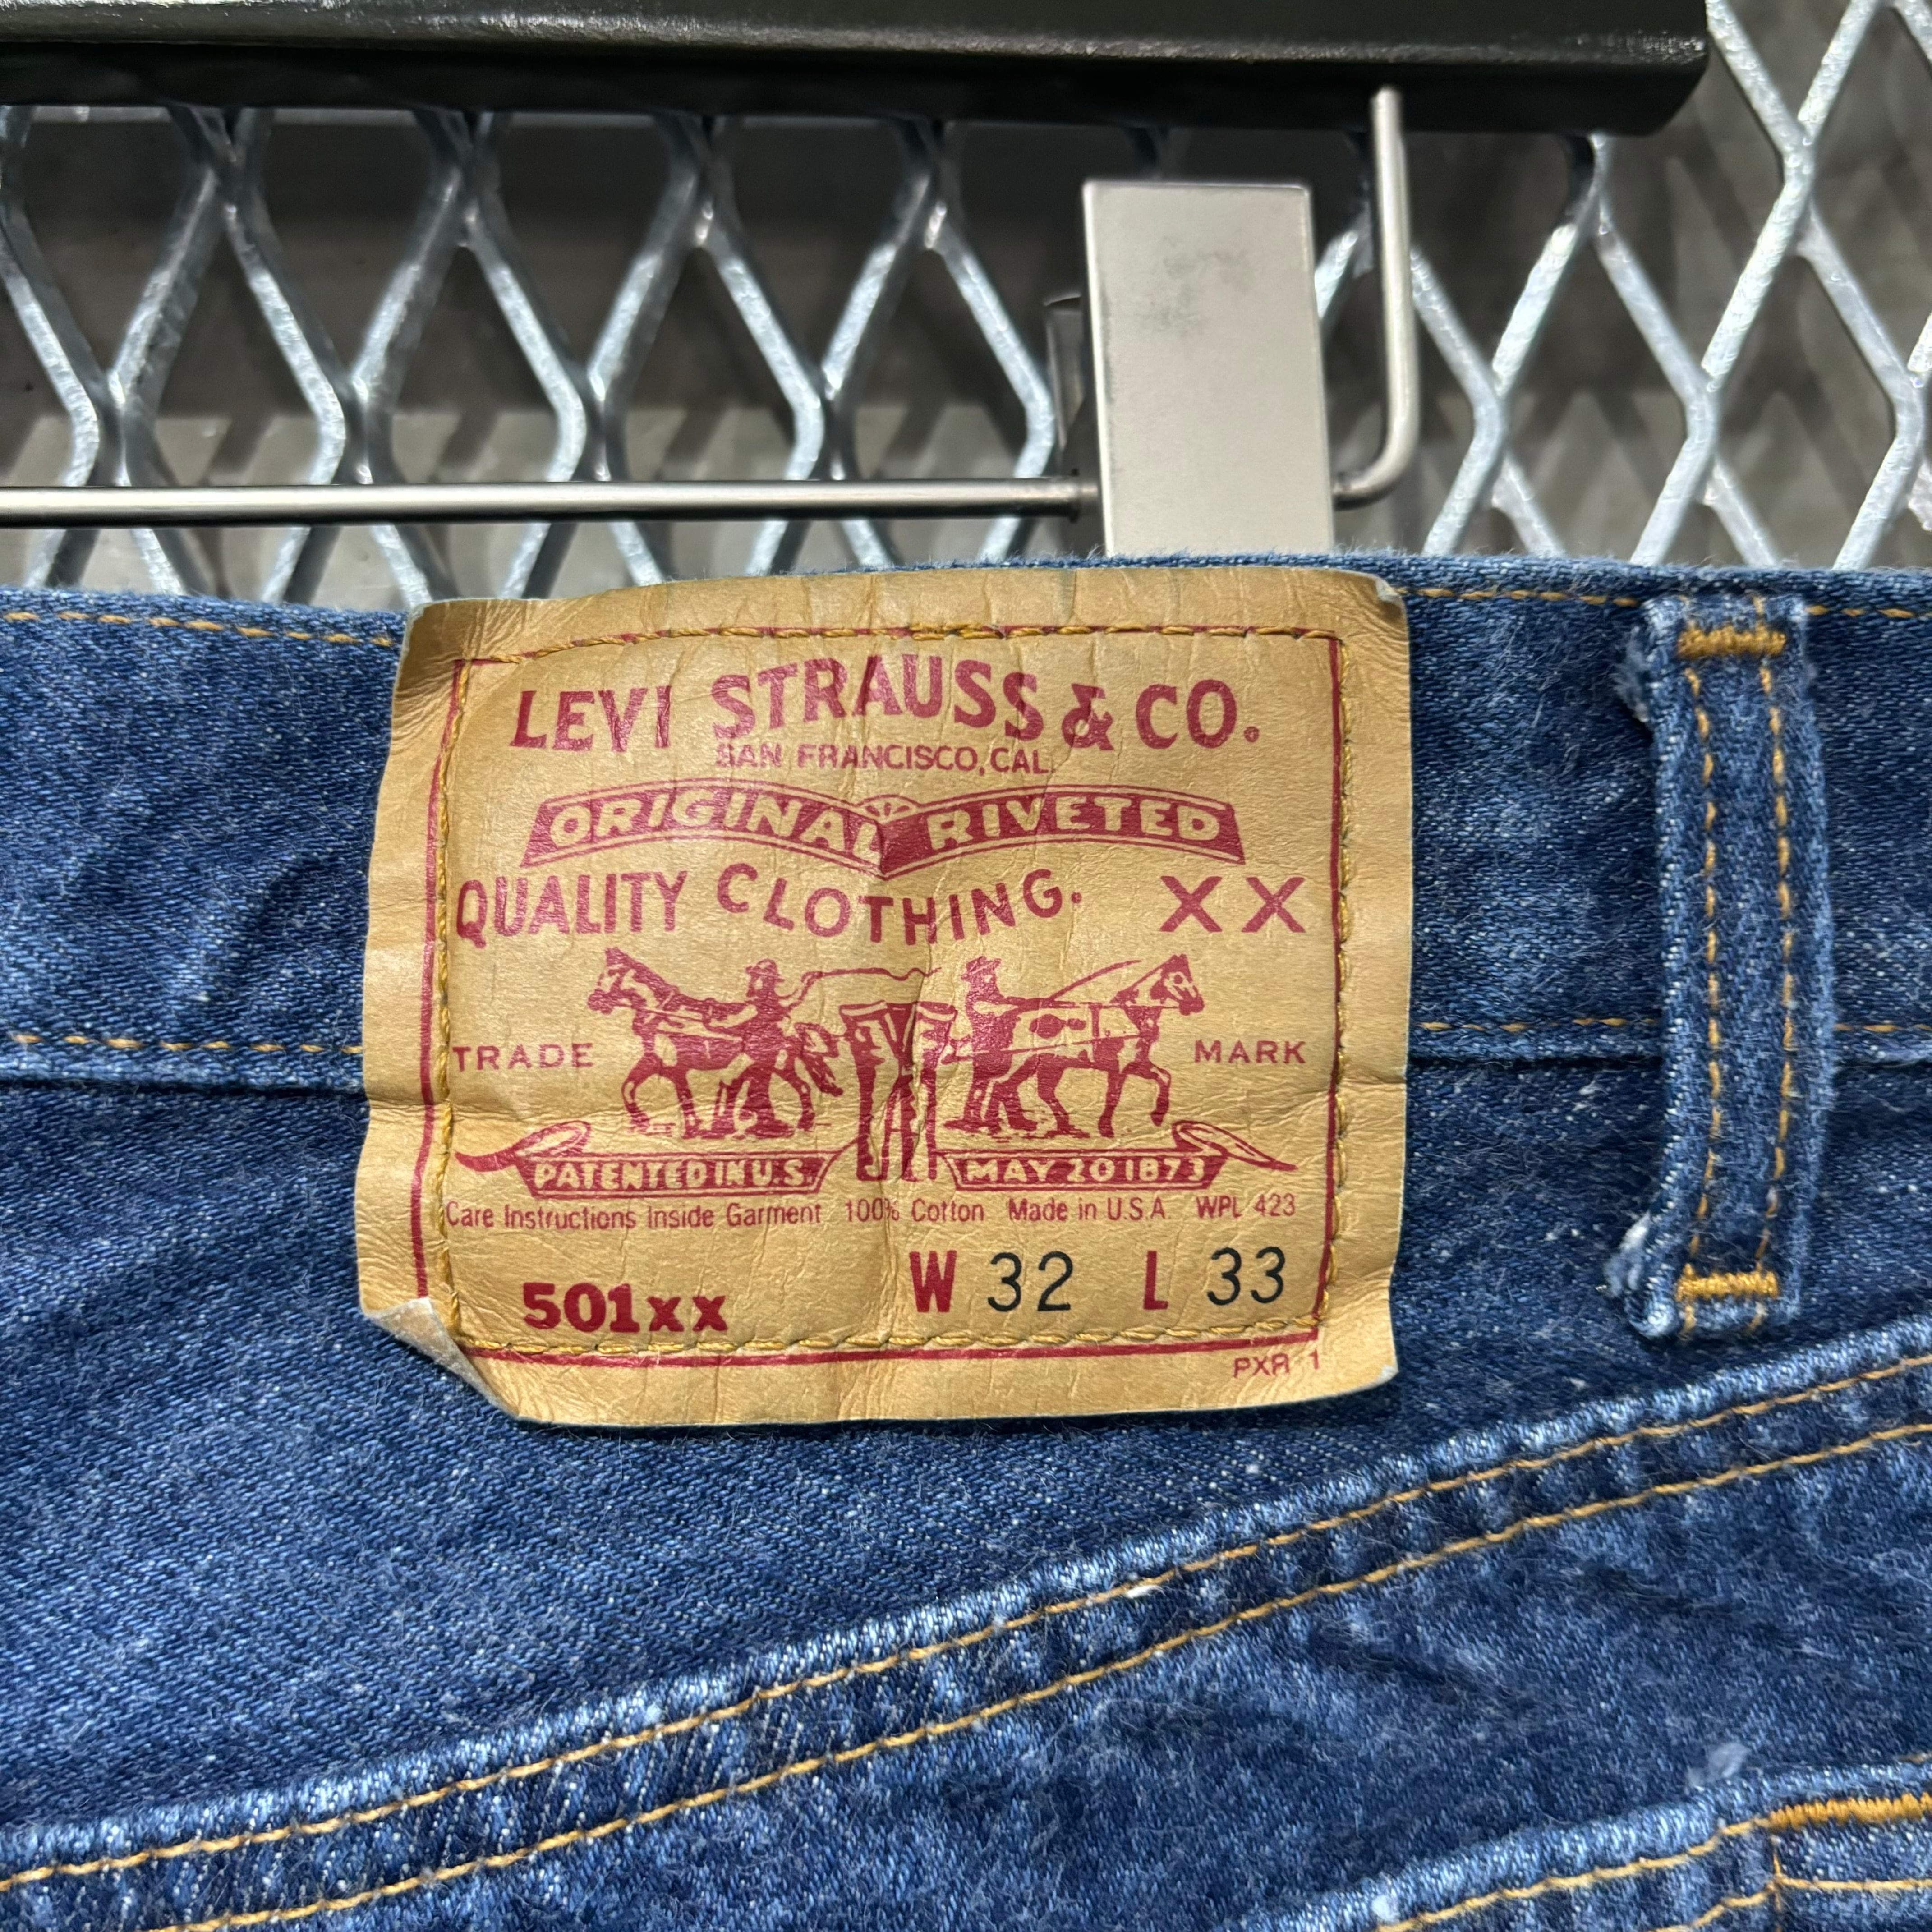 LEVI STRAUSS & CO.
SAN FRANCISCO, CAL.
ORIGINAL RIVETED
QUALITY CLOTHING. XX
TRADE MARK
PATENTED IN U.S. MAY 20 1873
Care Instructions Inside Garment 100% Cotton Made in U.S.A. WPL 423
501xx W 32 L 33
PXR 1